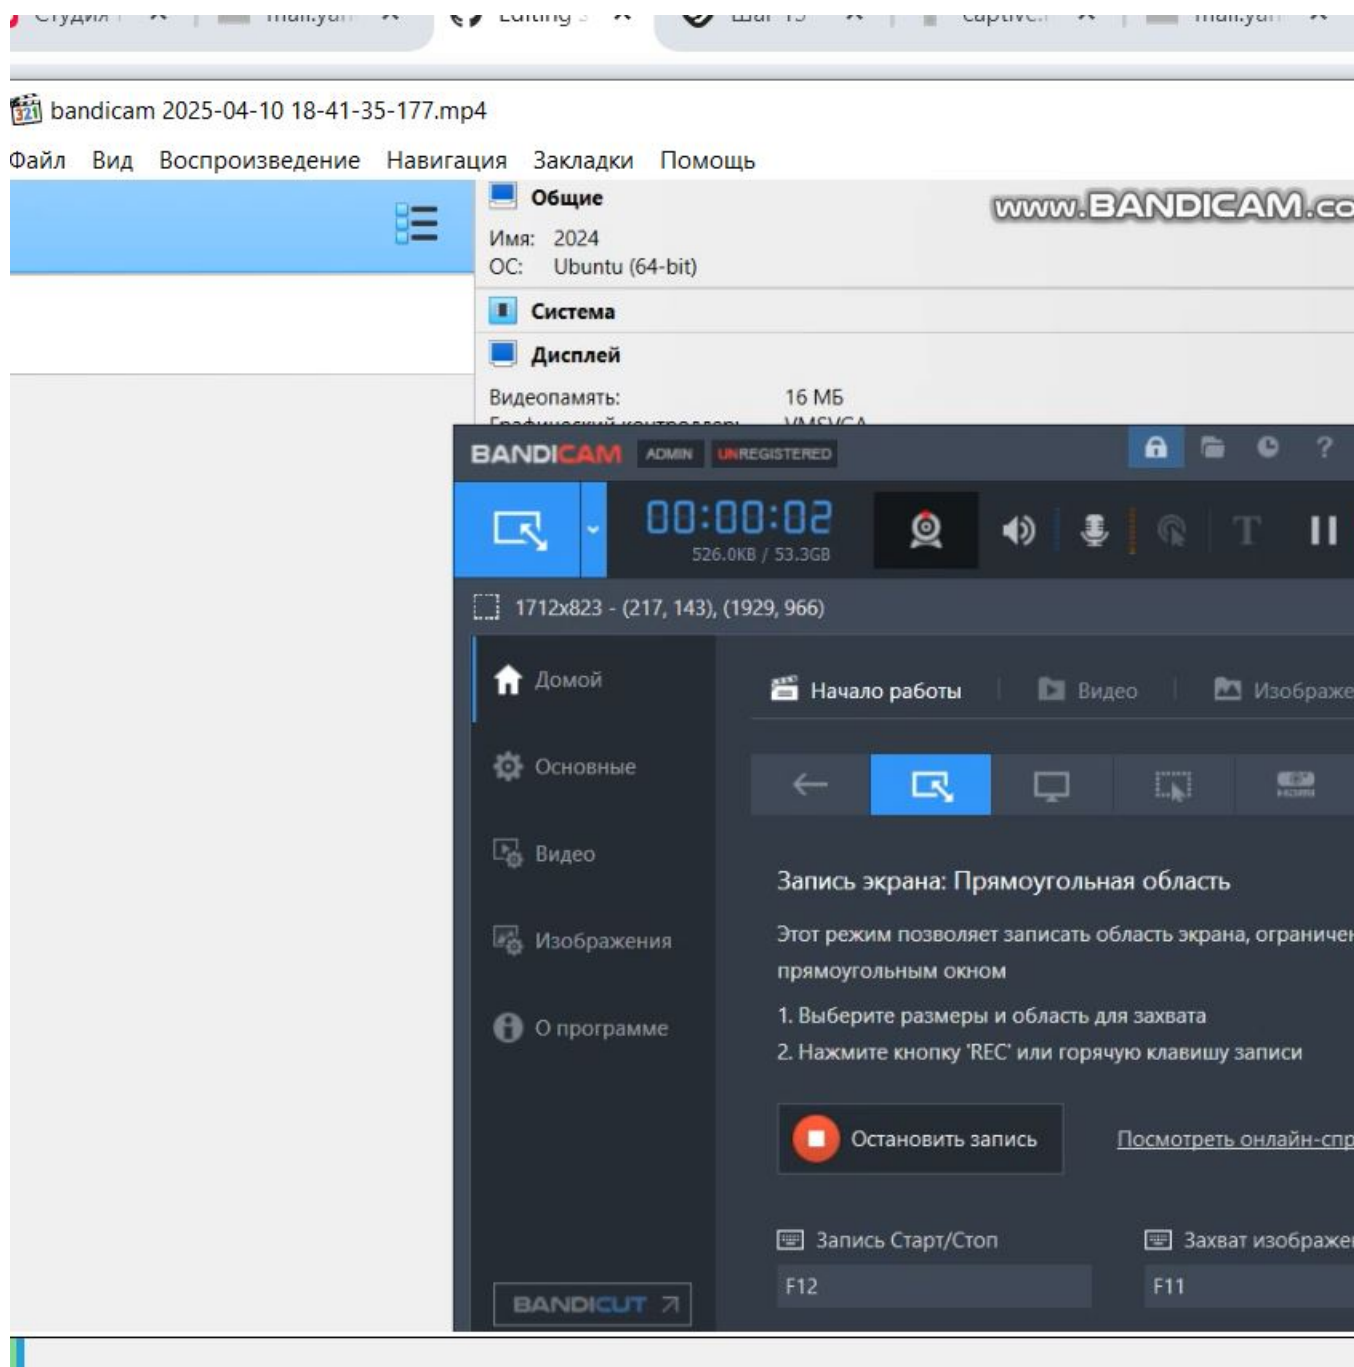 bandicam 2025-04-10 18-41-35-177.mp4
Файл Вид Воспроизведение Навигация Закладки Помощь
Общие
www.BANDICAM.co
Имя: 2024
ОС: Ubuntu (64-bit)
Система
Дисплей
Видеопамять: 16 МБ
Графический контроллер: VMSVGA
BANDICAM ADMIN UNREGISTERED
00:00:02
526.0KB / 53.3GB
1712x823 - (217, 143), (1929, 966)
Домой
Начало работы Видео Изображе
Основные
HDMI
Видео
Запись экрана: Прямоугольная область
Этот режим позволяет записать область экрана, ограничен
прямоугольным окном
Изображения
1. Выберите размеры и область для захвата
2. Нажмите кнопку 'REC' или горячую клавишу записи
О программе
Остановить запись Посмотреть онлайн-спр
Запись Старт/Стоп Захват изображе
F12 F11
BANDICUT